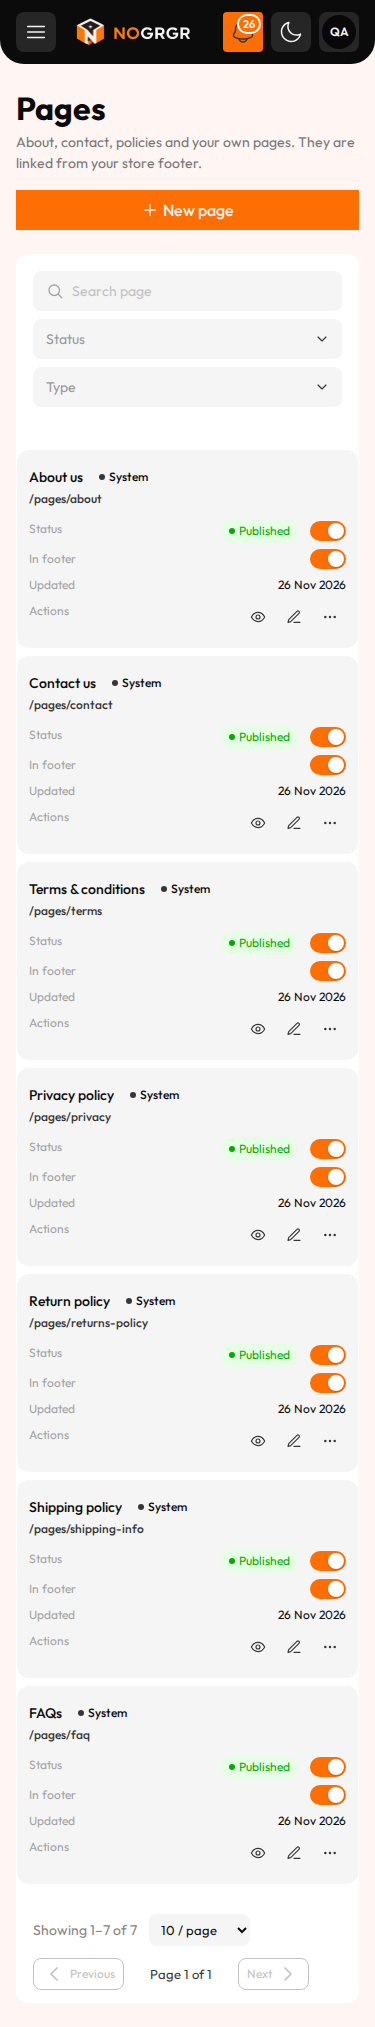 NOGRGR
26
QA
Pages
About, contact, policies and your own pages. They are
linked from your store footer.
+ New page
Search page
Status
Type
About us System
/pages/about
Status Published
In footer
Updated 26 Nov 2026
Actions
Contact us System
/pages/contact
Status Published
In footer
Updated 26 Nov 2026
Actions
Terms & conditions System
/pages/terms
Status Published
In footer
Updated 26 Nov 2026
Actions
Privacy policy System
/pages/privacy
Status Published
In footer
Updated 26 Nov 2026
Actions
Return policy System
/pages/returns-policy
Status Published
In footer
Updated 26 Nov 2026
Actions
Shipping policy System
/pages/shipping-info
Status Published
In footer
Updated 26 Nov 2026
Actions
FAQs System
/pages/faq
Status Published
In footer
Updated 26 Nov 2026
Actions
Showing 1–7 of 7 10 / page
Previous Page 1 of 1 Next